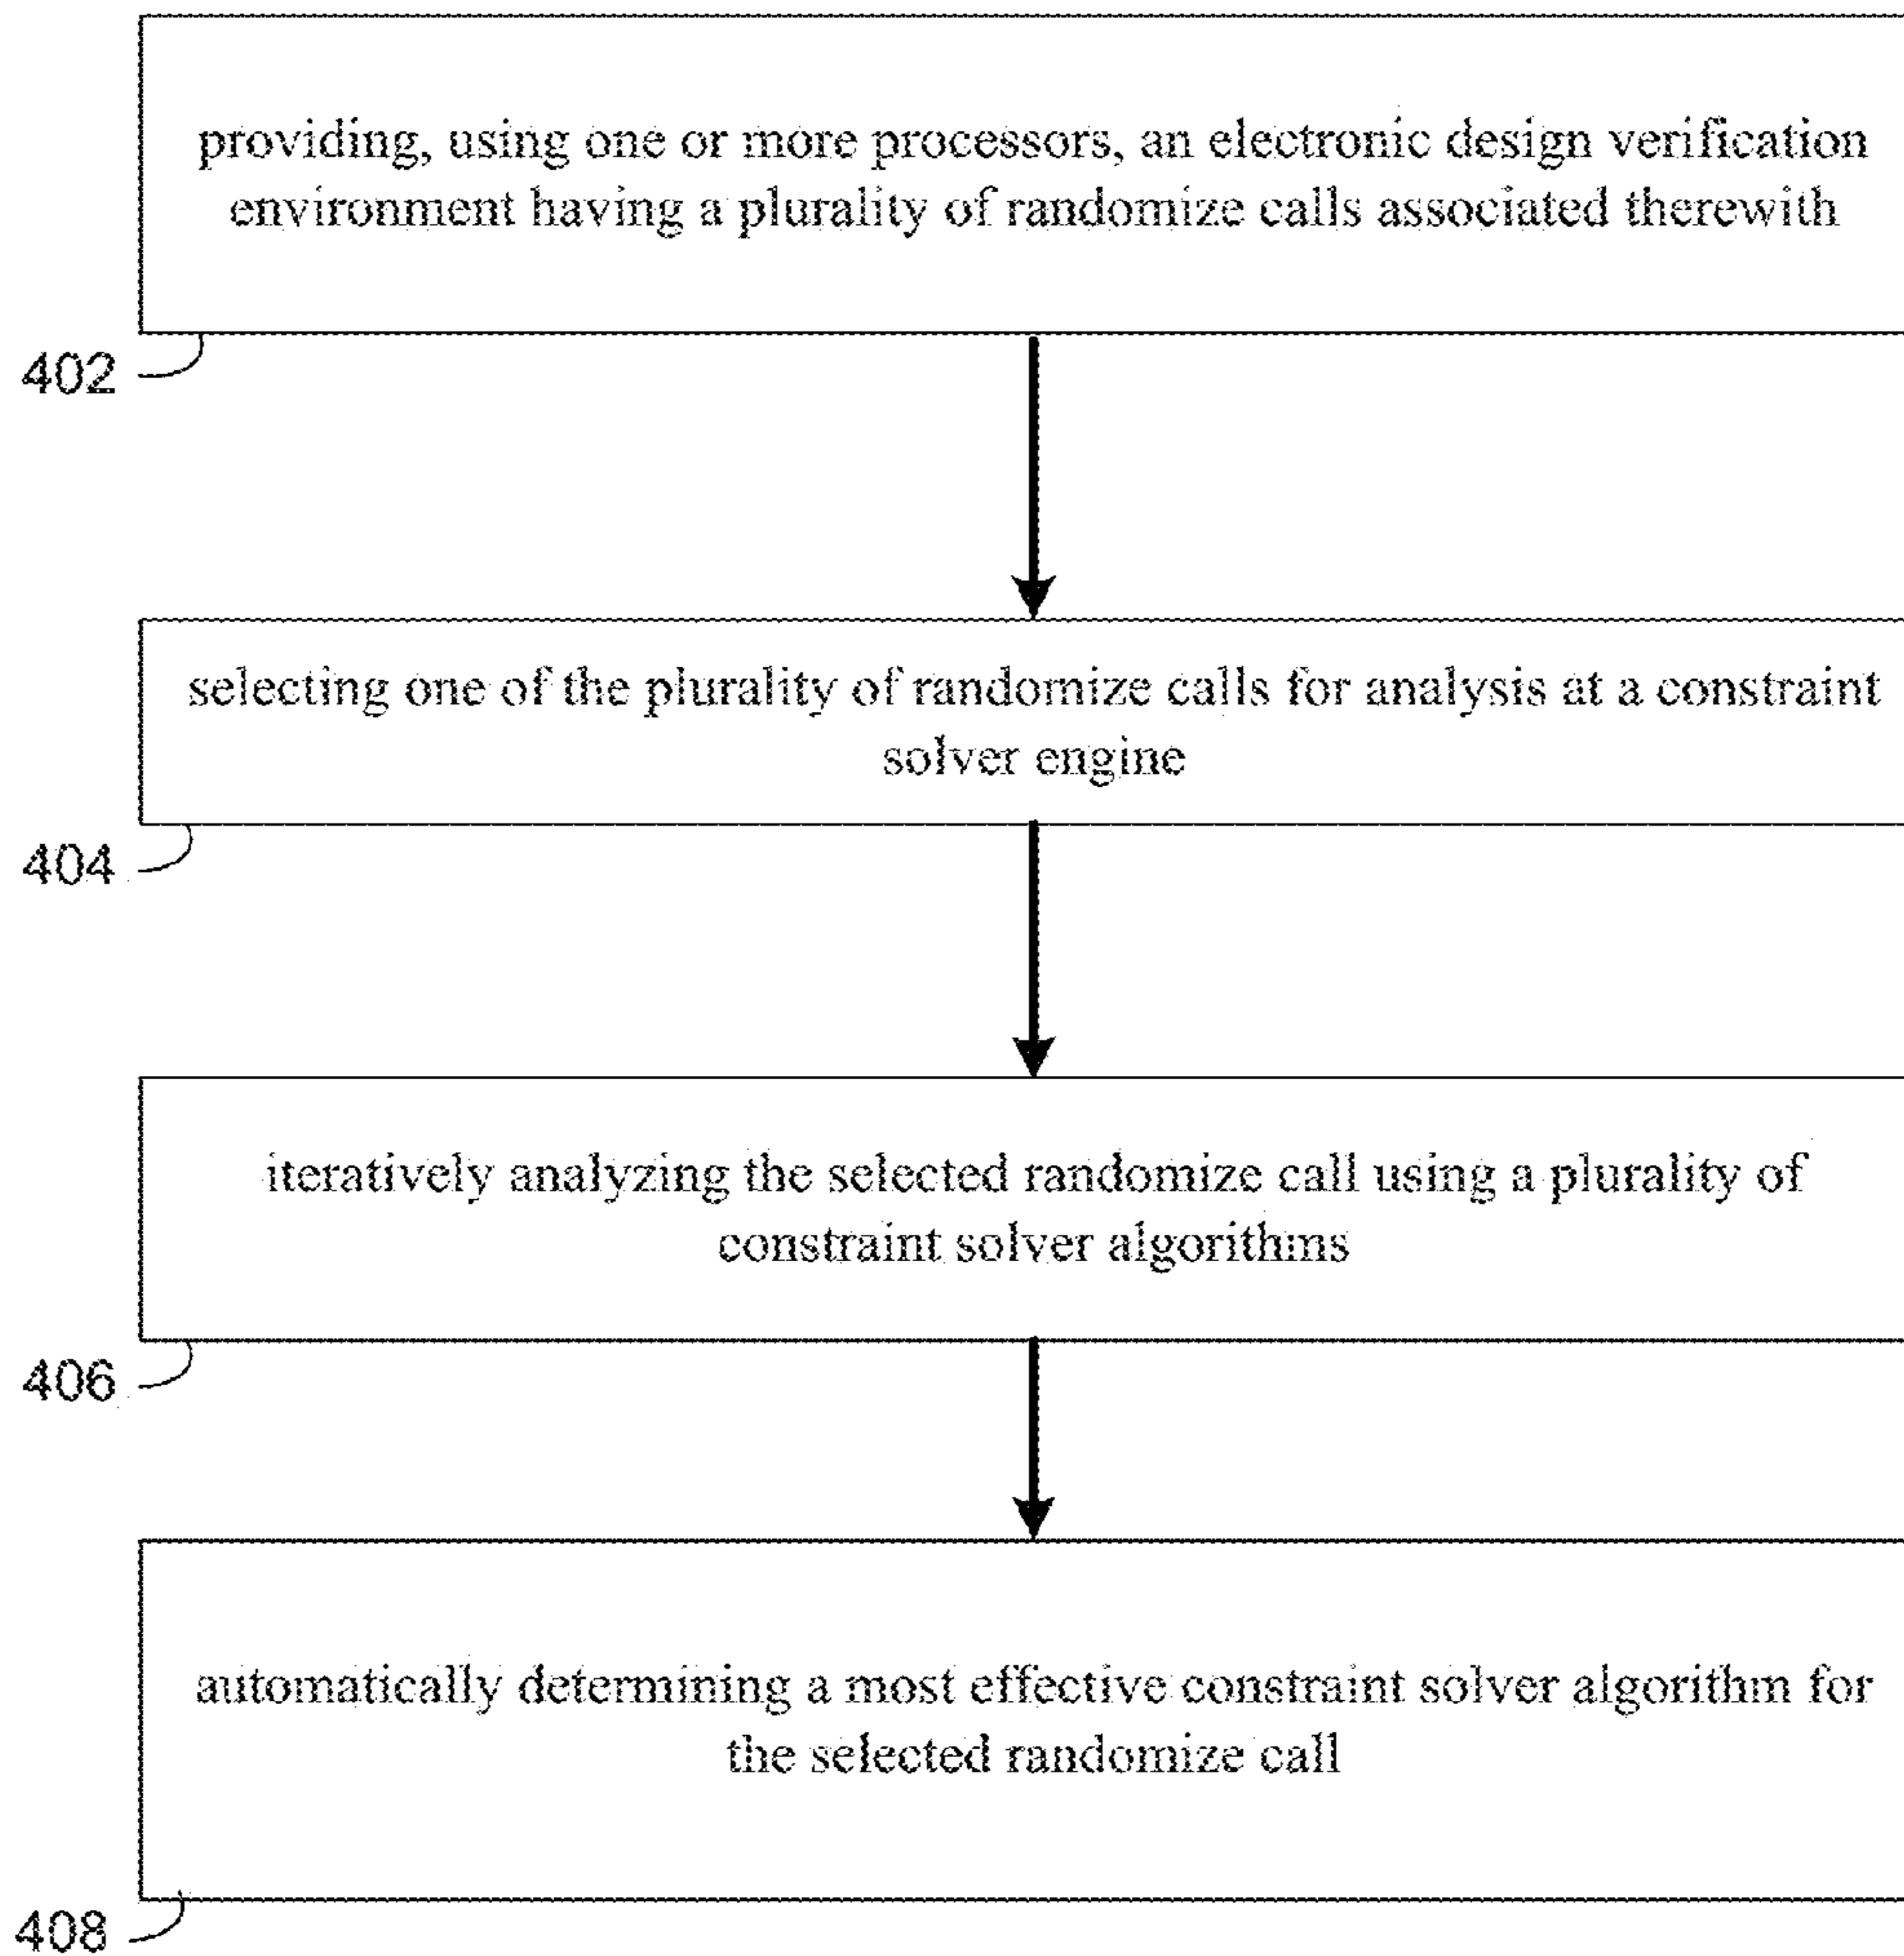 providing, using one or more processors, an electronic design verification
environment having a plurality of randomize calls associated therewith
402
selecting one of the plurality of randomize calls for analysis at a constraint
solver engine
404
iteratively analyzing the selected randomize call using a plurality of
constraint solver algorithms
406
automatically determining a most effective constraint solver algorithm for
the selected randomize call
408